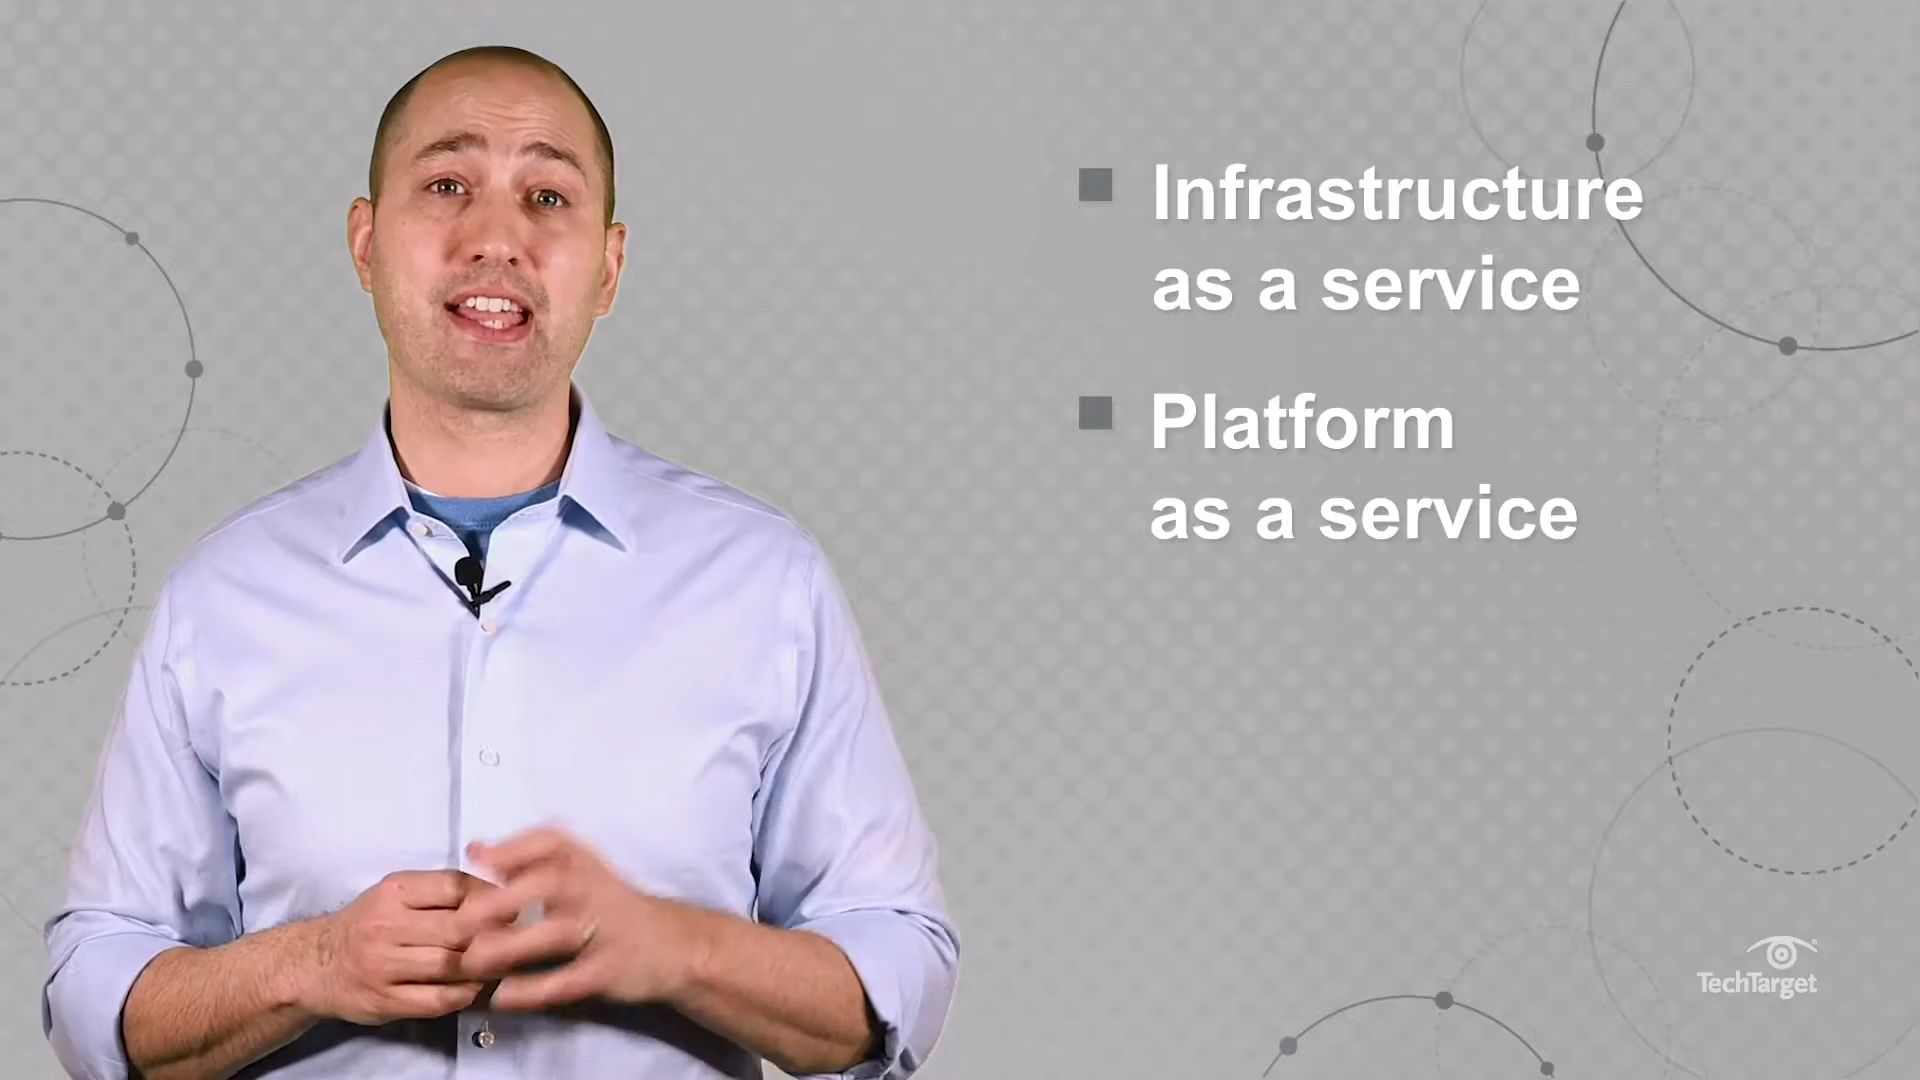 Infrastructure
as a service
Platform
as a service
TechTarget